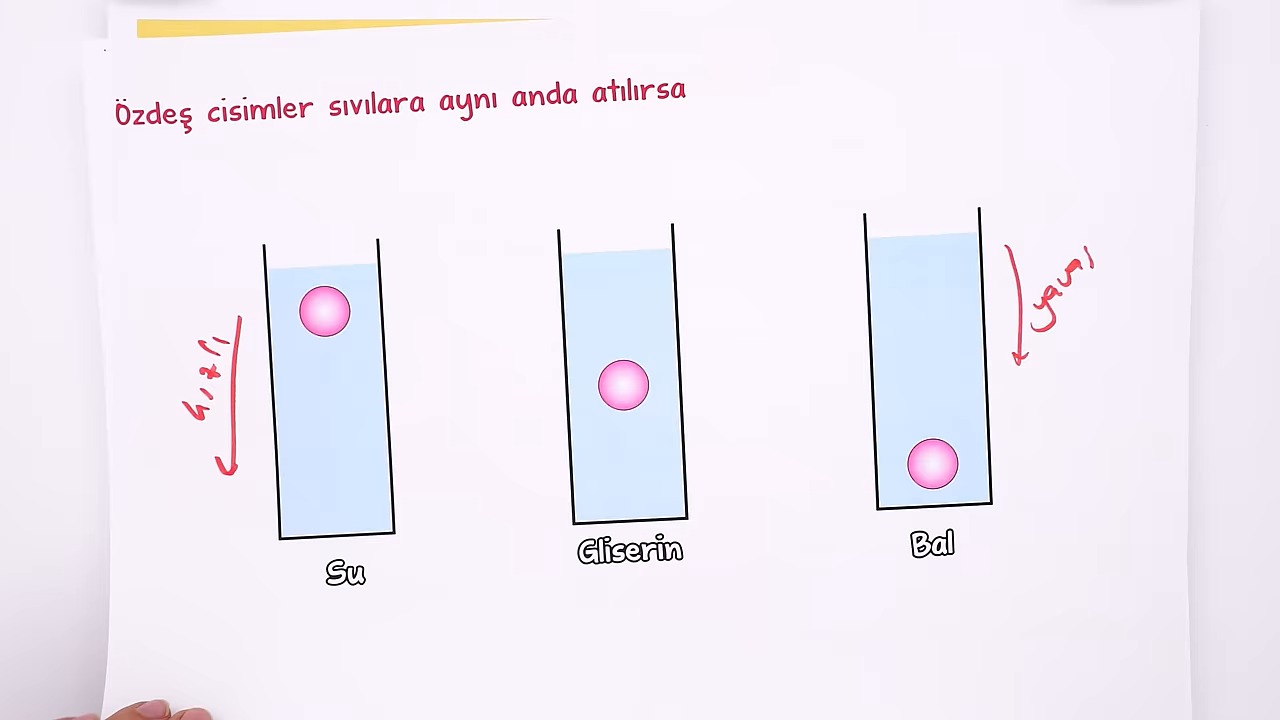 Özdeş cisimler sıvılara aynı anda atılırsa
hızlı
yavaş
Su
Gliserin
Bal